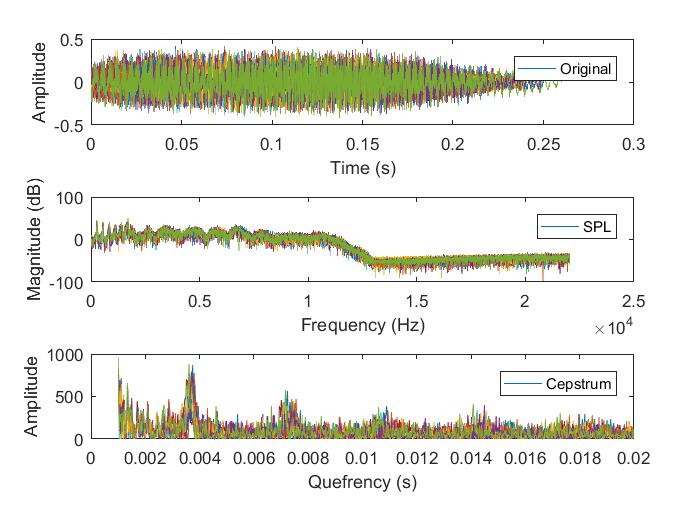 Amplitude
0.5
0
-0.5
Original
0 0.05 0.1 0.15 0.2 0.25 0.3
Time (s)
Magnitude (dB)
100
0
-100
SPL
0 0.5 1 1.5 2 2.5
Frequency (Hz)
×10⁴
Amplitude
1000
500
0
Cepstrum
0 0.002 0.004 0.006 0.008 0.01 0.012 0.014 0.016 0.018 0.02
Quefrency (s)